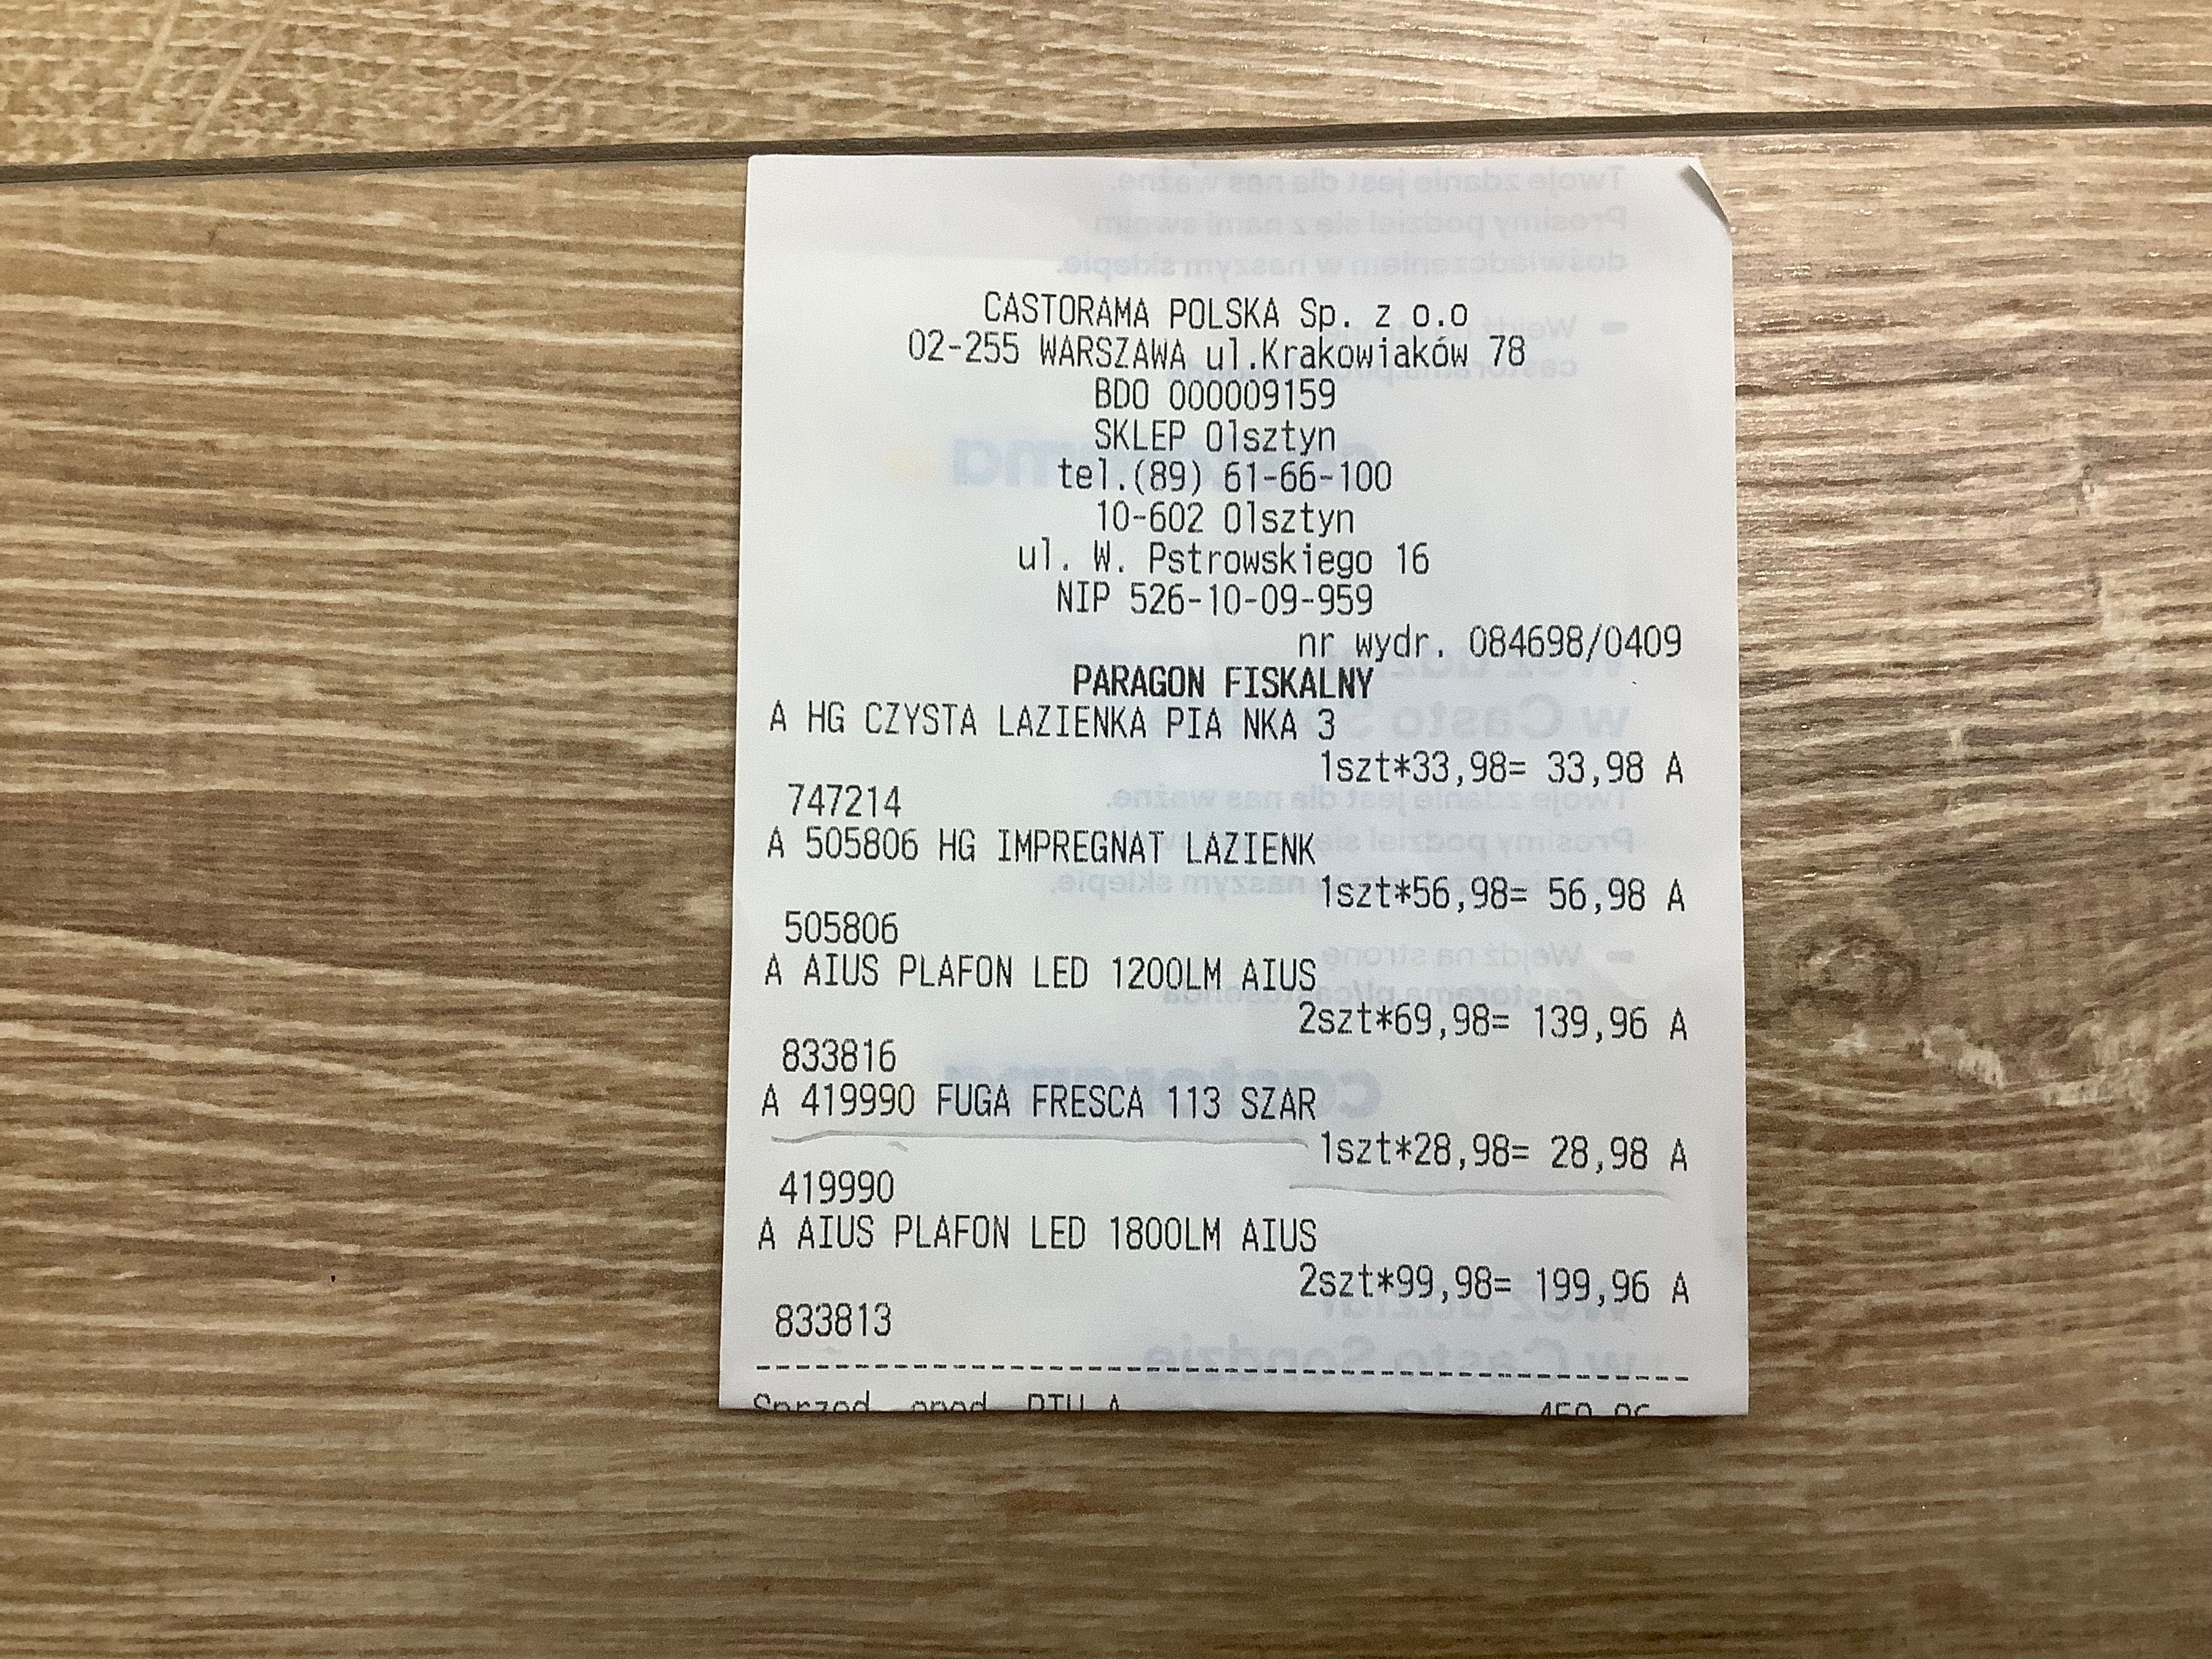 CASTORAMA POLSKA Sp. z o.o
02-255 WARSZAWA ul.Krakowiaków 78
BDO 000009159
SKLEP Olsztyn
tel.(89) 61-66-100
10-602 Olsztyn
ul. W. Pstrowskiego 16
NIP 526-10-09-959
nr wydr. 084698/0409
PARAGON FISKALNY
A HG CZYSTA LAZIENKA PIA NKA 3
1szt*33,98= 33,98 A
747214
A 505806 HG IMPREGNAT LAZIENK
1szt*56,98= 56,98 A
505806
A AIUS PLAFON LED 1200LM AIUS
2szt*69,98= 139,96 A
833816
A 419990 FUGA FRESCA 113 SZAR
1szt*28,98= 28,98 A
419990
A AIUS PLAFON LED 1800LM AIUS
2szt*99,98= 199,96 A
833813
Sprzed. opod. PTU A